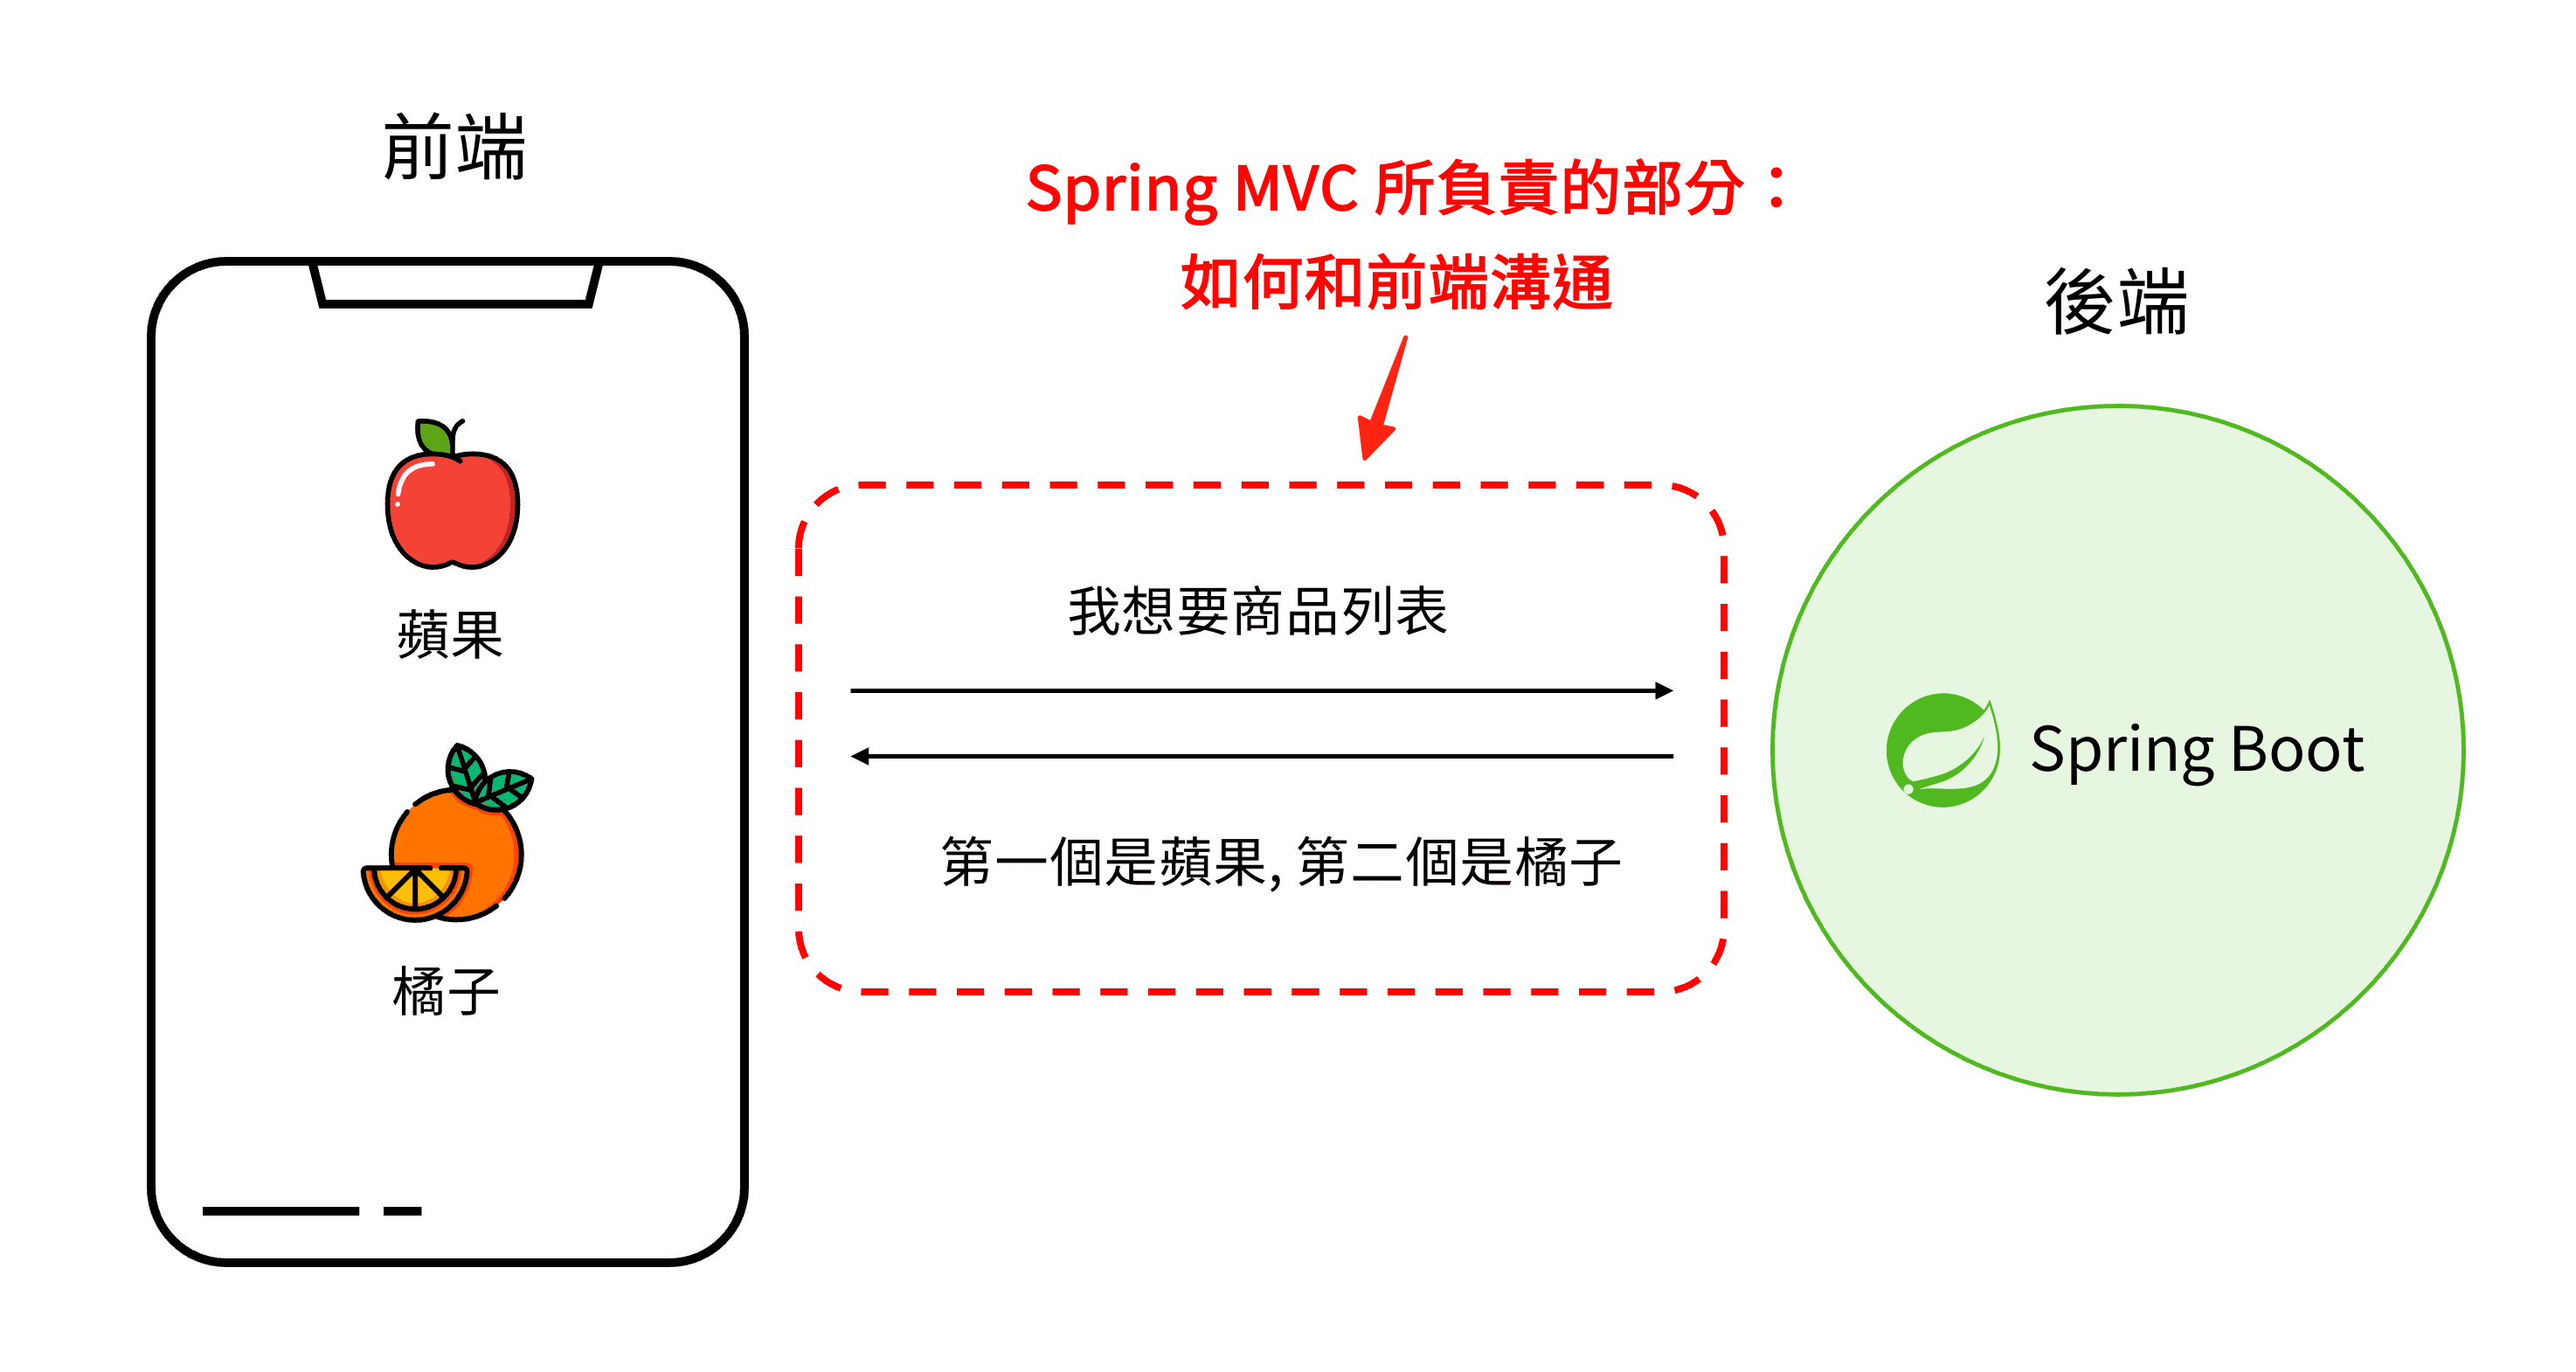 前端
Spring MVC 所負責的部分：
如何和前端溝通
後端
蘋果
橘子
我想要商品列表
第一個是蘋果, 第二個是橘子
Spring Boot